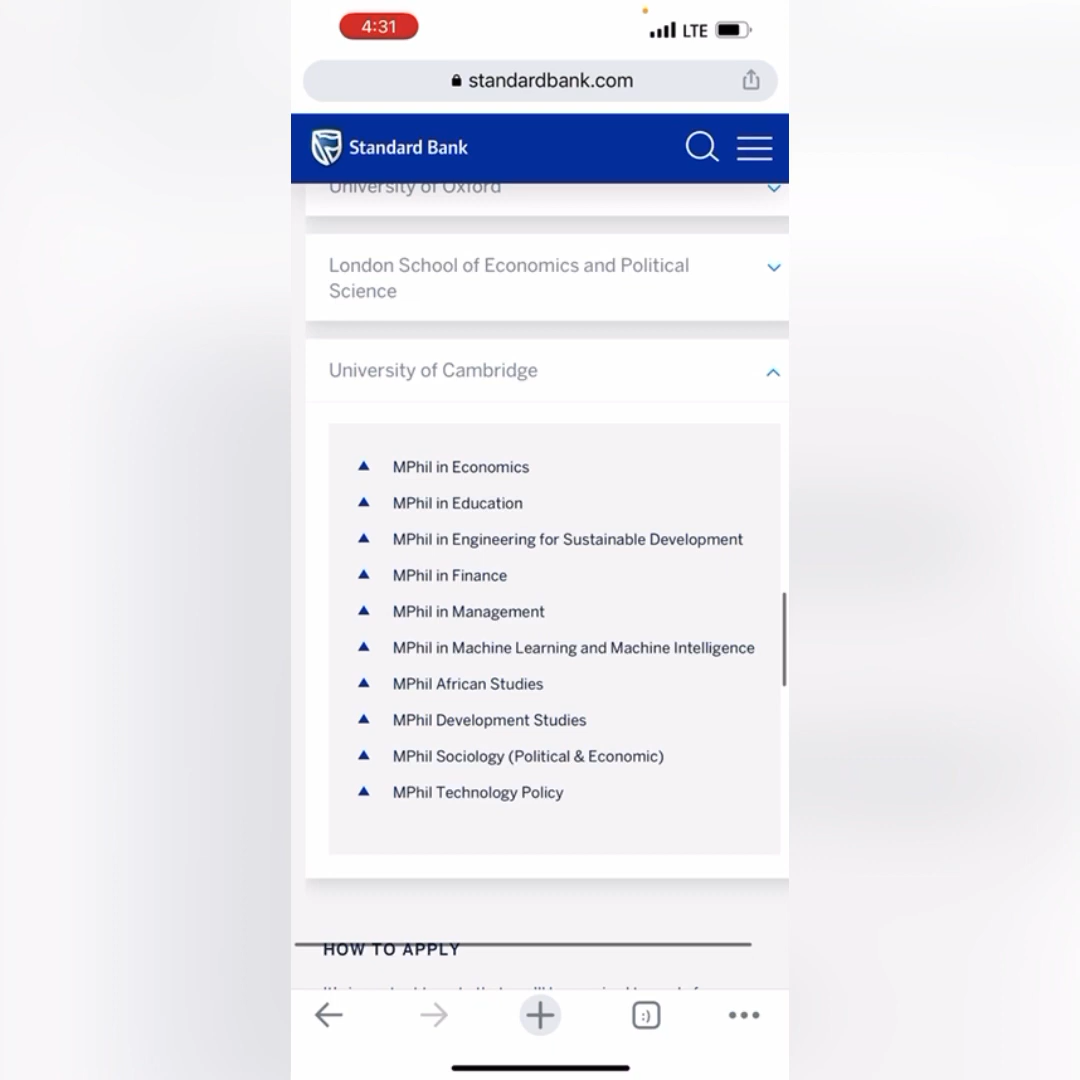 4:31
LTE
standardbank.com
Standard Bank
University of Oxford
London School of Economics and Political
Science
University of Cambridge
MPhil in Economics
MPhil in Education
MPhil in Engineering for Sustainable Development
MPhil in Finance
MPhil in Management
MPhil in Machine Learning and Machine Intelligence
MPhil African Studies
MPhil Development Studies
MPhil Sociology (Political & Economic)
MPhil Technology Policy
HOW TO APPLY
:)